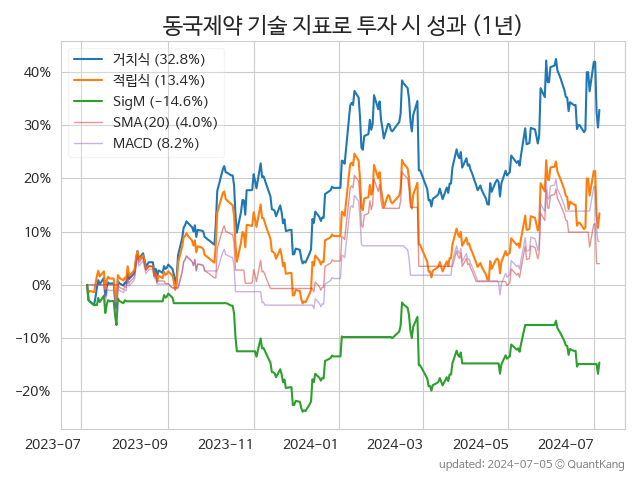 동국제약 기술 지표로 투자 시 성과 (1년)
거치식 (32.8%)
적립식 (13.4%)
SigM (−14.6%)
SMA(20) (4.0%)
MACD (8.2%)
40%
30%
20%
10%
0%
−10%
−20%
2023-07
2023-09
2023-11
2024-01
2024-03
2024-05
2024-07
updated: 2024-07-05 © QuantKang